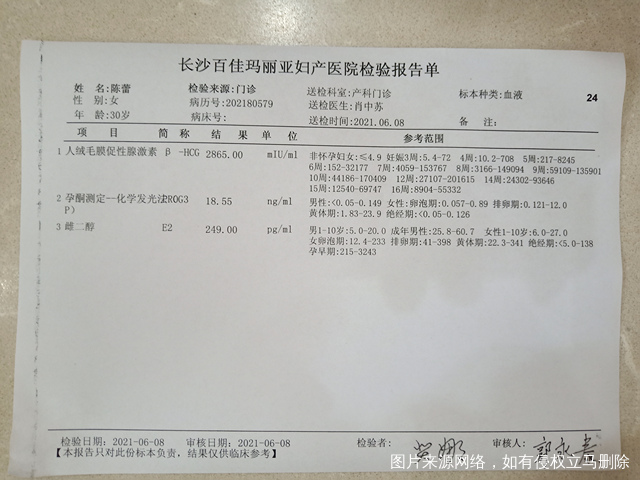 长沙百佳玛丽亚妇产医院检验报告单
姓 名:陈蕾 检验来源:门诊 送检科室:产科门诊 标本种类:血液 24
性 别:女 病历号:202180579 送检医生:肖中苏
年 龄:30岁 病床号: 送检时间:2021.06.08 备 注:
项 目 简 称 结 果 单 位 参考范围
1 人绒毛膜促性腺激素 β -HCG 2865.00 mIU/ml 非怀孕妇女:≤4.9 妊娠3周:5.4-72 4周:10.2-708 5周:217-8245
6周:152-32177 7周:4059-153767 8周:3166-149094 9周:59109-135901
10周:44186-170409 12周:27107-201615 14周:24302-93646
15周:12540-69747 16周:8904-55332
2 孕酮测定--化学发光法(PROG3 18.55 ng/ml 男性:<0.05-0.149 女性:卵泡期:0.057-0.89 排卵期:0.121-12.0
P) 黄体期:1.83-23.9 绝经期:<0.05-0.126
3 雌二醇 E2 249.00 pg/ml 男1-10岁:5.0-20.0 成年男性:25.8-60.7 女性1-10岁:6.0-27.0
女卵泡期:12.4-233 排卵期:41-398 黄体期:22.3-341 绝经期:<5.0-138
孕早期:215-3243
检验日期: 2021-06-08 审核日期:2021-06-08 检验者: 审核人:
【本报告只对此份标本负责，结果仅供临床参考】
图片来源网络，如有侵权立马删除